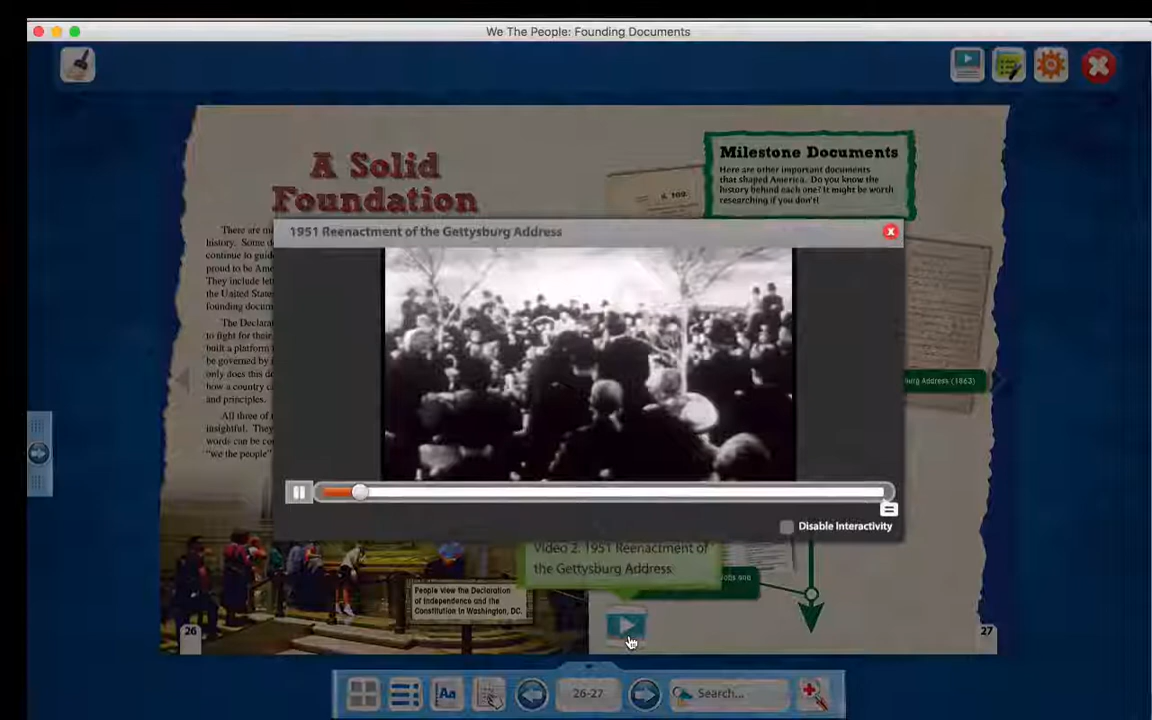 We The People: Founding Documents
A Solid
Foundation
There are
history. Some
continue to guid
proud to be Ame
They include let
the United State
founding docum
The Declar
to fight for their
built a platform
be governed by
only does this d
how a country c
and principles.
All three of
insightful. They
words can be co
"we the people"
Milestone Documents
Here are other important documents
that shaped America. Do you know the
history behind each one? It might be worth
researching if you don't!
1951 Reenactment of the Gettysburg Address
burg Address (1863)
Disable Interactivity
Video 2: 1951 Reenactment of
the Gettysburg Address
People view the Declaration
of Independence and the
Constitution in Washington, DC.
26
27
Aa
26-27
Search...